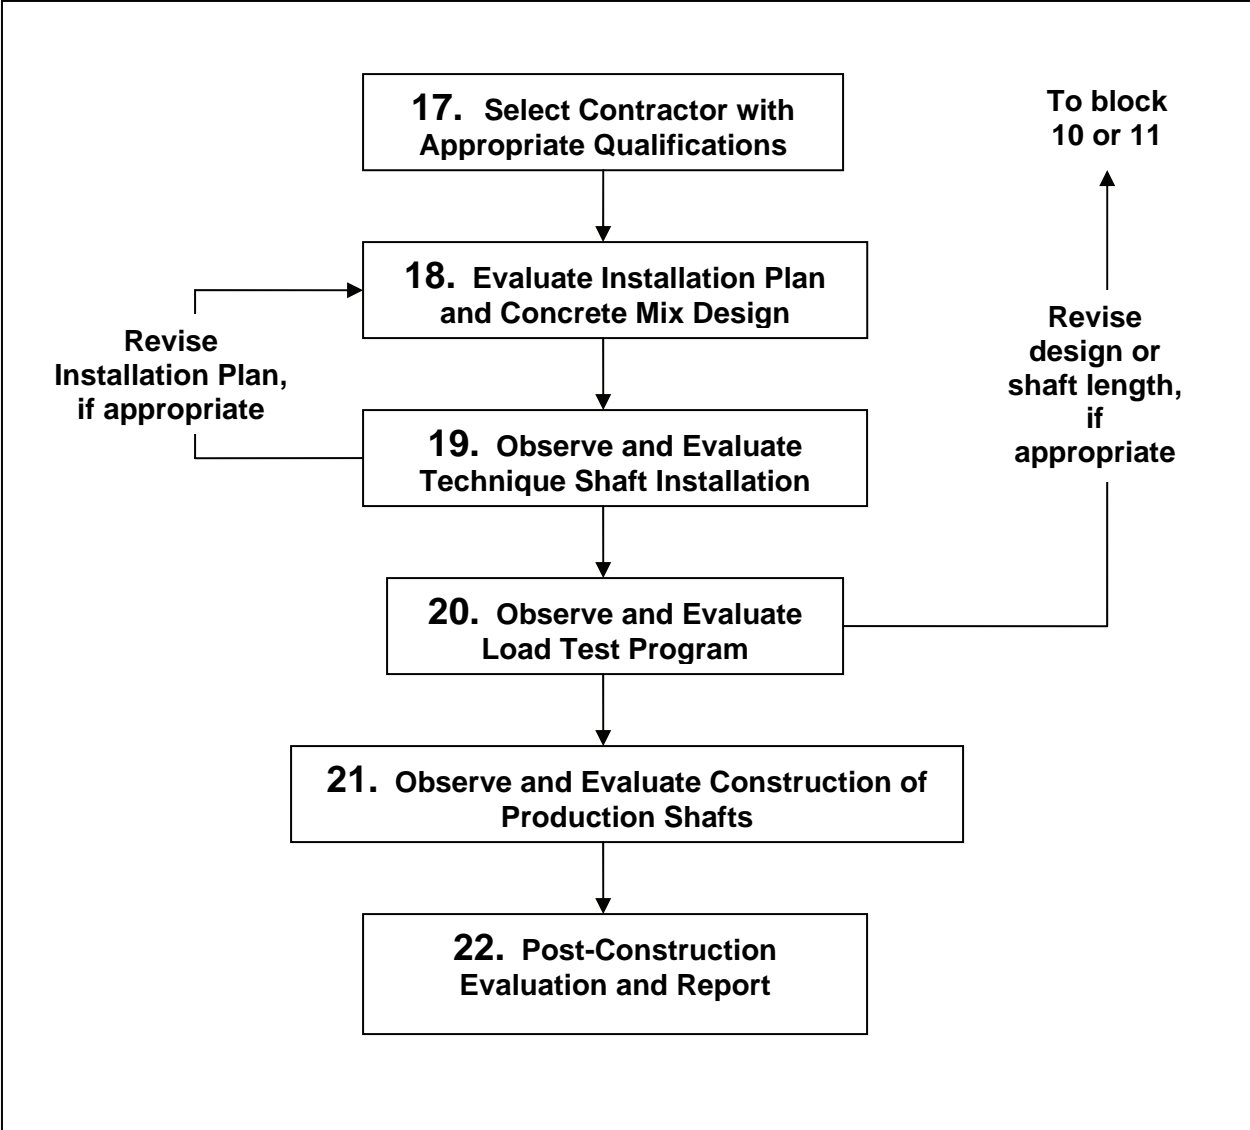 17. Select Contractor with
Appropriate Qualifications
To block
10 or 11
18. Evaluate Installation Plan
and Concrete Mix Design
Revise
Installation Plan,
if appropriate
Revise
design or
shaft length,
if
appropriate
19. Observe and Evaluate
Technique Shaft Installation
20. Observe and Evaluate
Load Test Program
21. Observe and Evaluate Construction of
Production Shafts
22. Post-Construction
Evaluation and Report